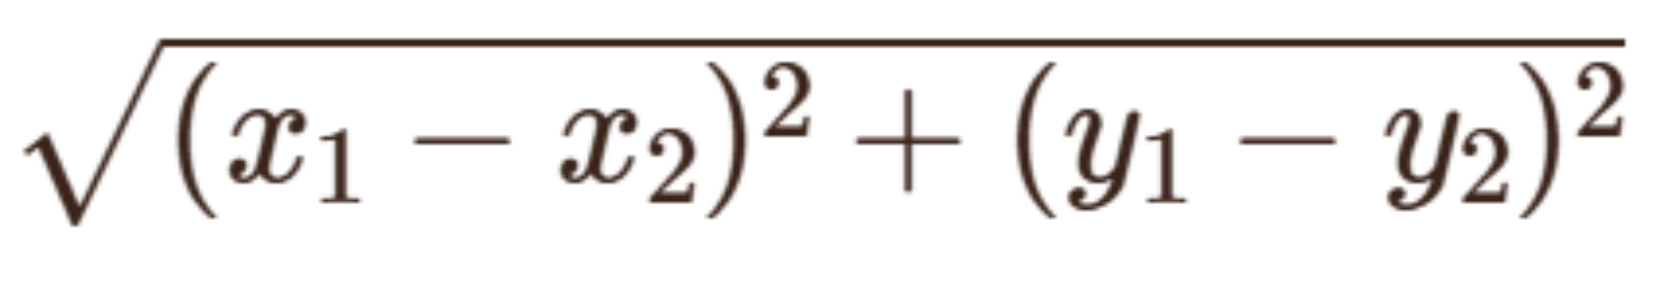 √(x₁ − x₂)² + (y₁ − y₂)²